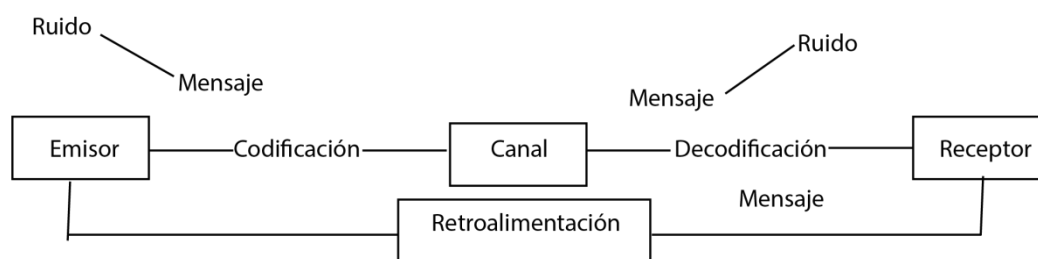 Ruido
Ruido
Mensaje
Mensaje
Emisor
Codificación
Canal
Decodificación
Receptor
Mensaje
Retroalimentación